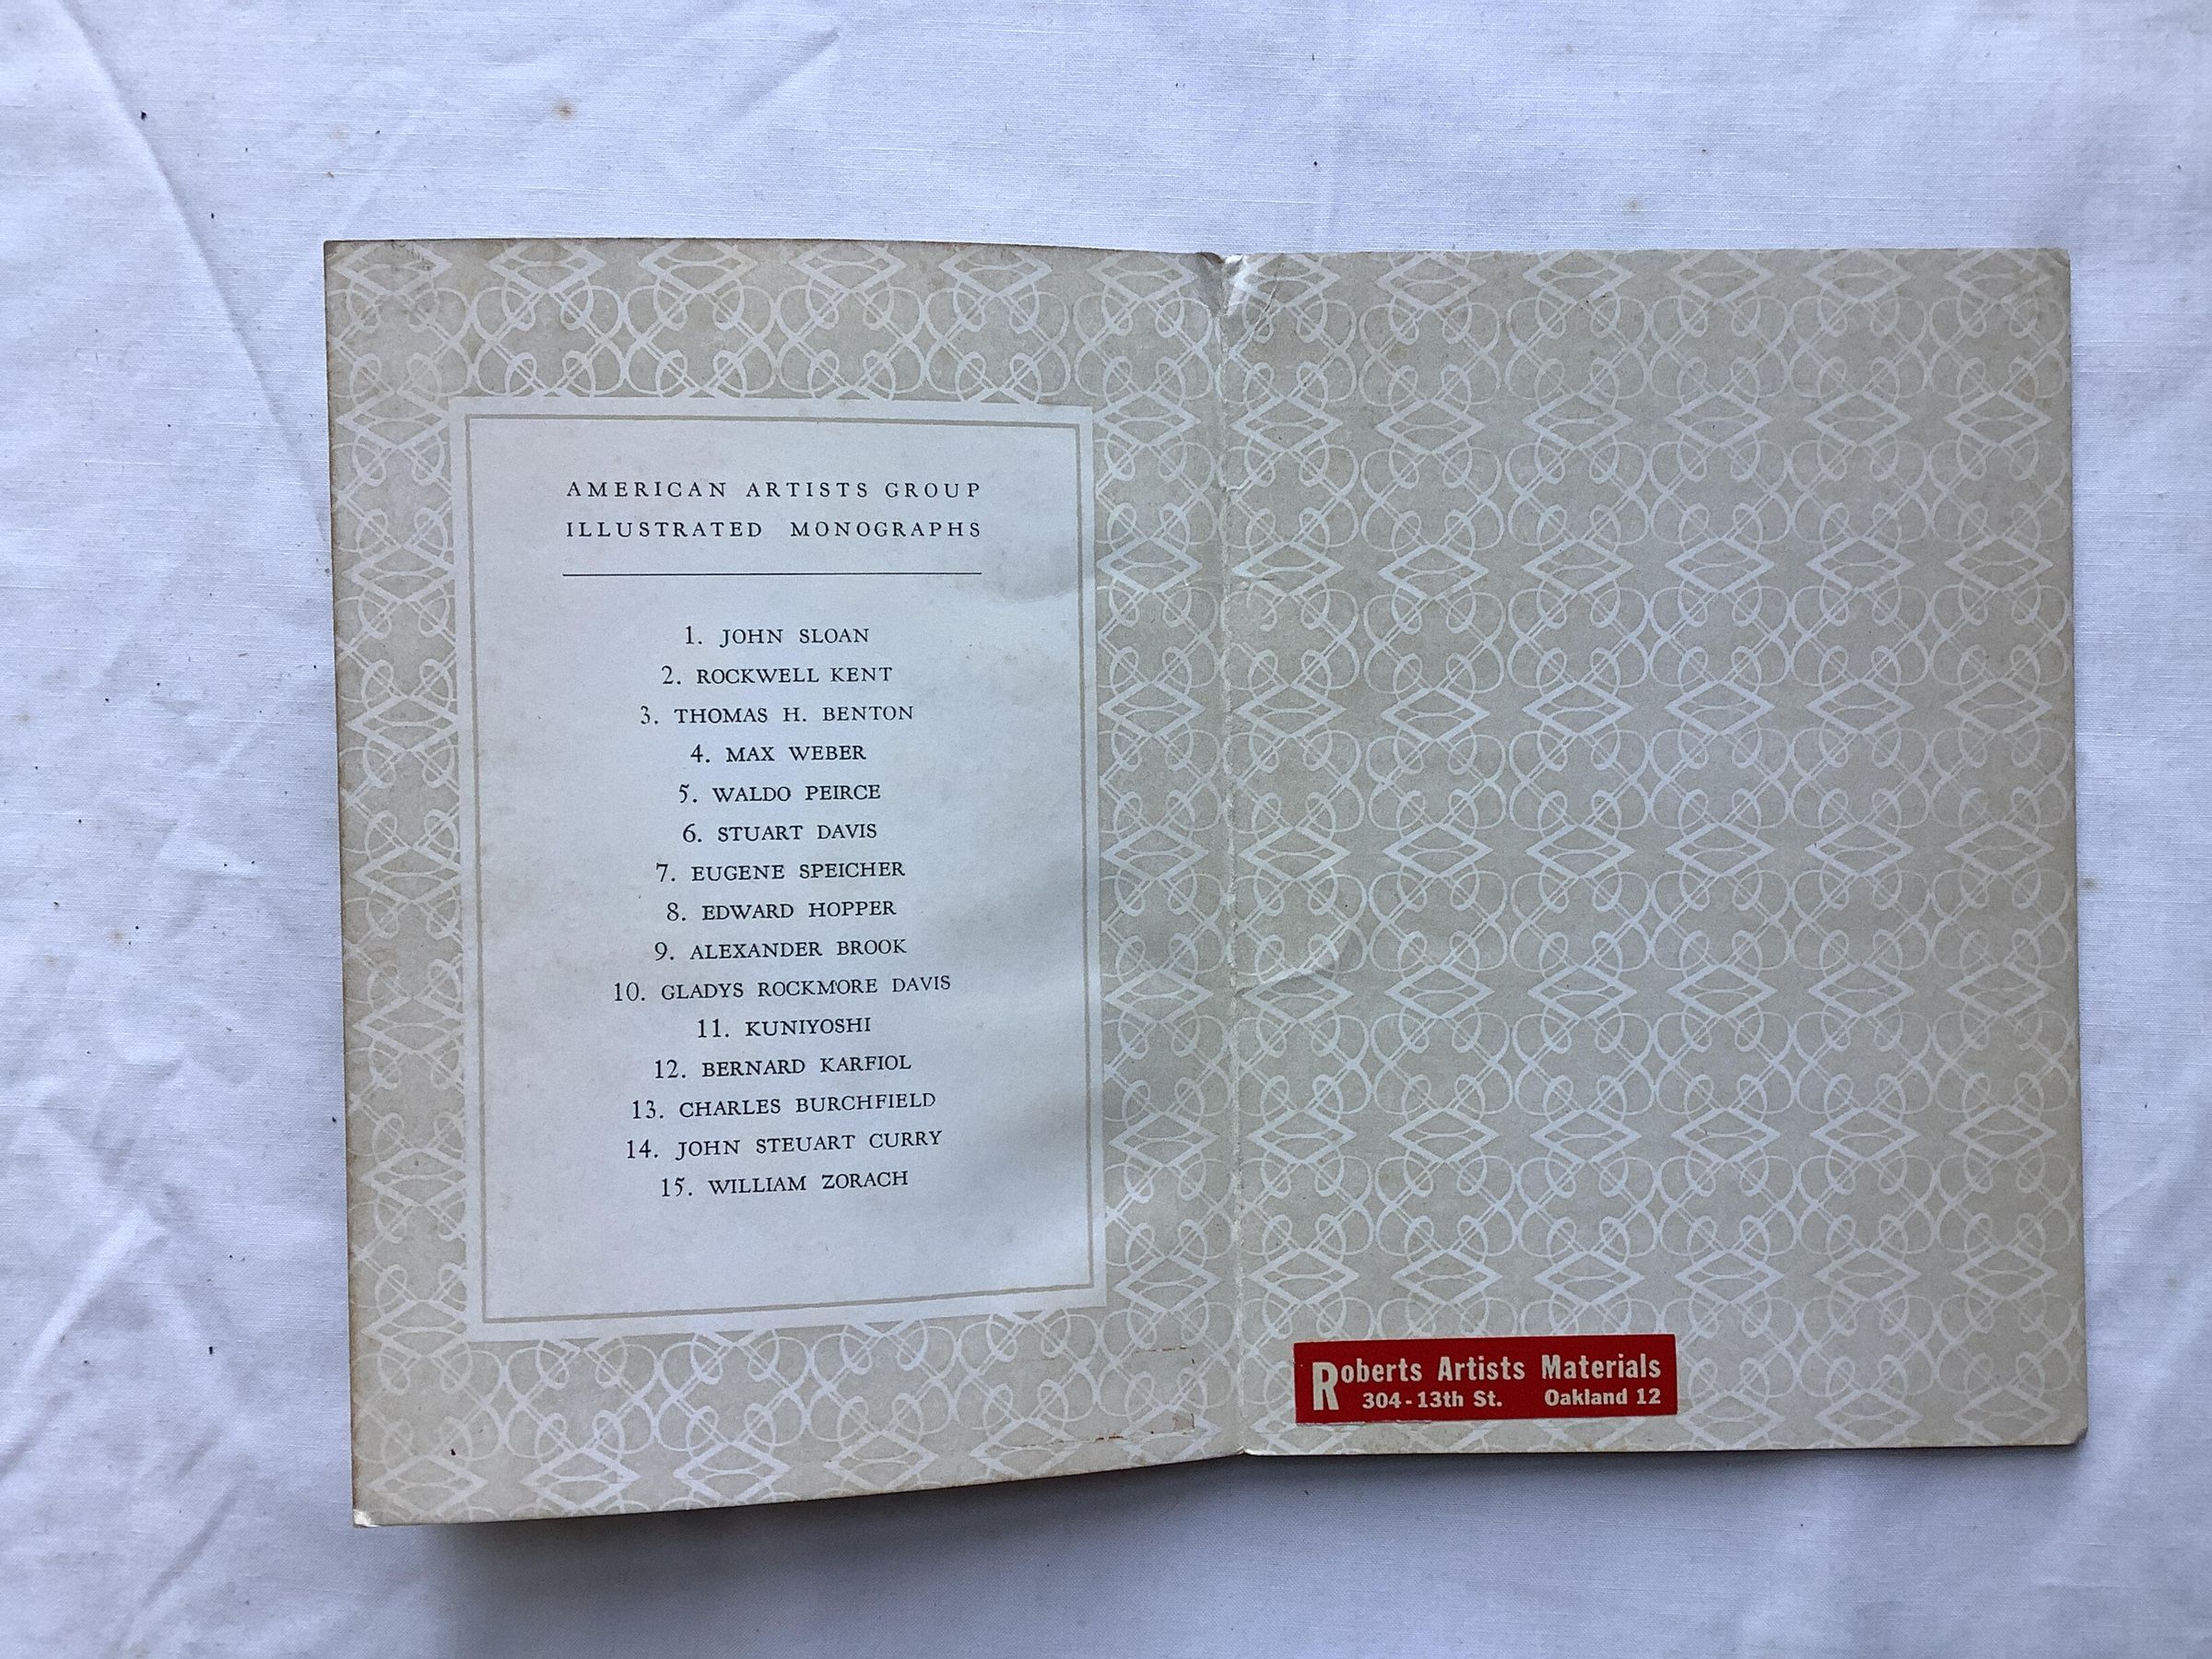 AMERICAN ARTISTS GROUP
ILLUSTRATED MONOGRAPHS
1. JOHN SLOAN
2. ROCKWELL KENT
3. THOMAS H. BENTON
4. MAX WEBER
5. WALDO PEIRCE
6. STUART DAVIS
7. EUGENE SPEICHER
8. EDWARD HOPPER
9. ALEXANDER BROOK
10. GLADYS ROCKMORE DAVIS
11. KUNIYOSHI
12. BERNARD KARFIOL
13. CHARLES BURCHFIELD
14. JOHN STEUART CURRY
15. WILLIAM ZORACH
Roberts Artists Materials
304-13th St. Oakland 12